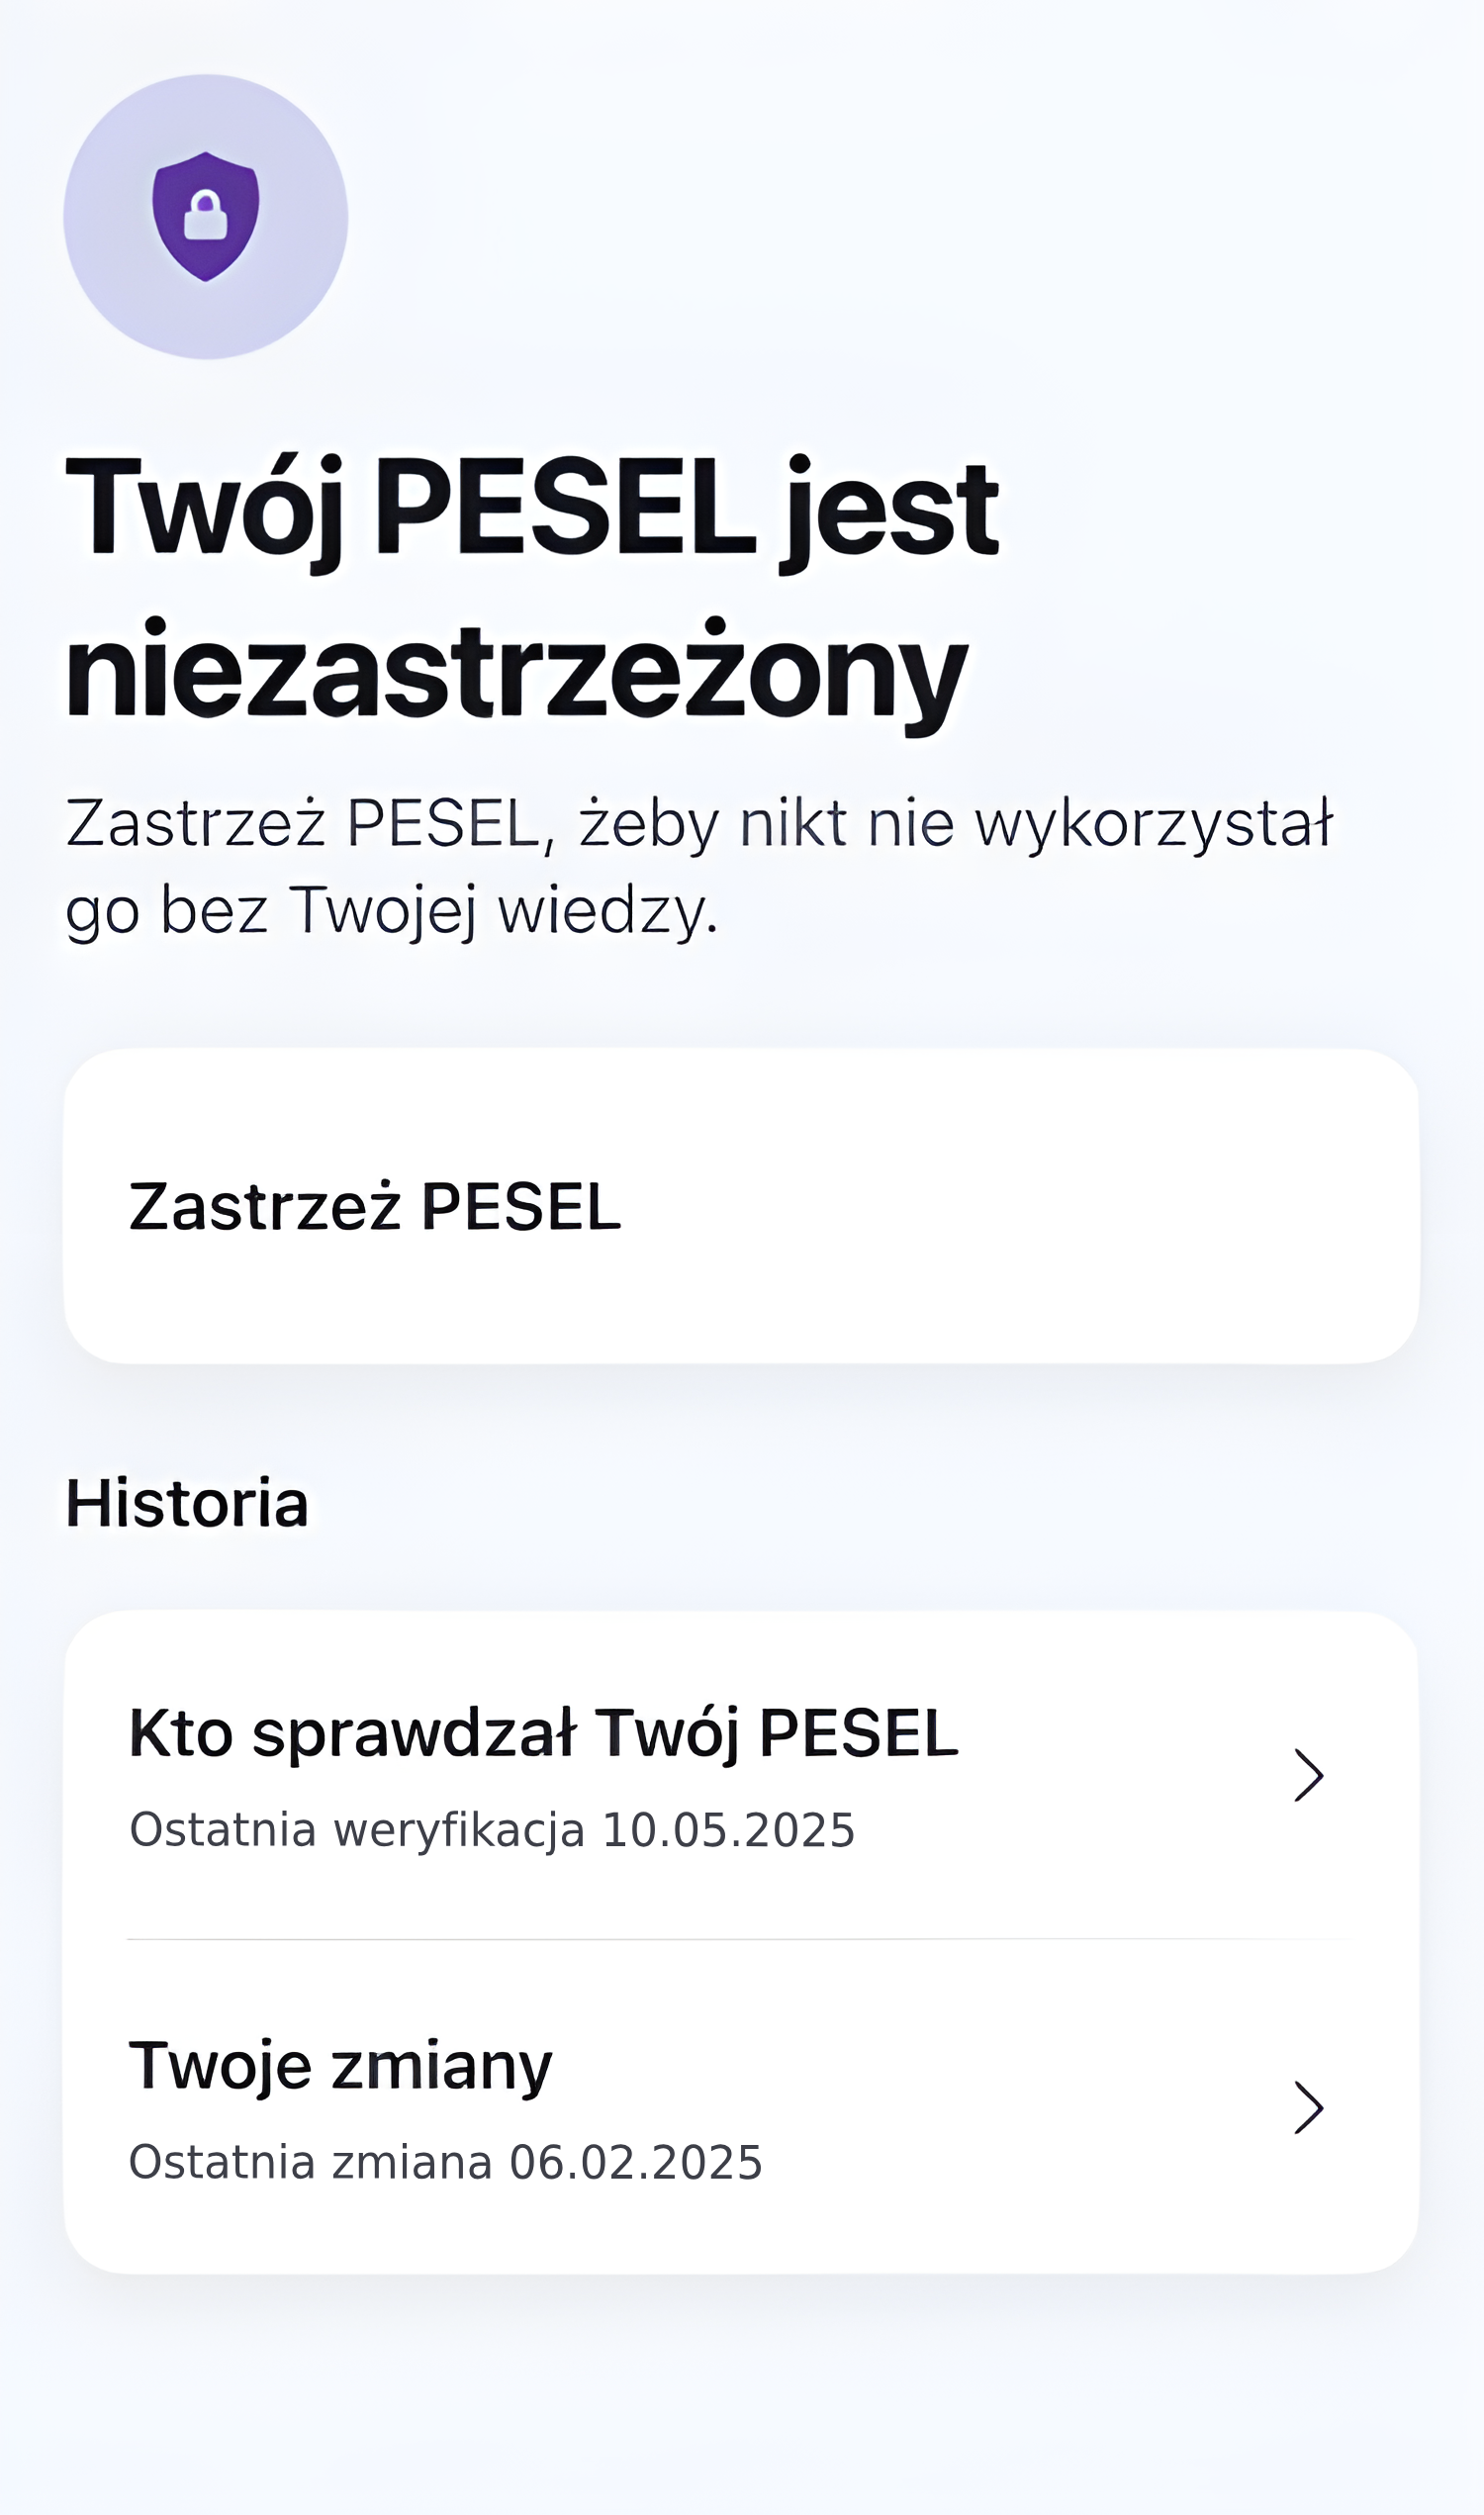 Twój PESEL jest
niezastrzeżony
Zastrzeż PESEL, żeby nikt nie wykorzystał
go bez Twojej wiedzy.
Zastrzeż PESEL
Historia
Kto sprawdzał Twój PESEL
Ostatnia weryfikacja 10.05.2025
Twoje zmiany
Ostatnia zmiana 06.02.2025